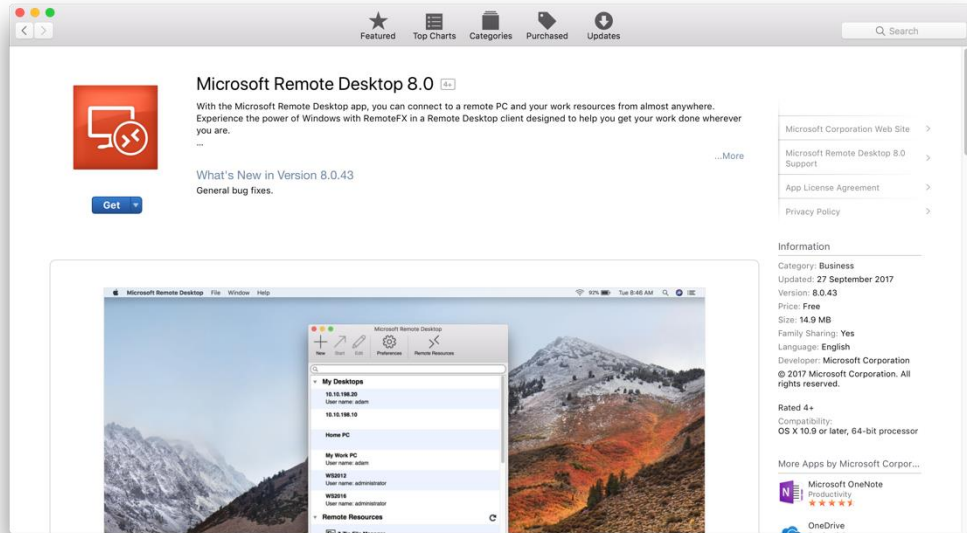 Featured
Top Charts
Categories
Purchased
Updates
Search
Microsoft Remote Desktop 8.0 4+
With the Microsoft Remote Desktop app, you can connect to a remote PC and your work resources from almost anywhere.
Experience the power of Windows with RemoteFX in a Remote Desktop client designed to help you get your work done wherever
you are.
...
...More
What's New in Version 8.0.43
General bug fixes.
Get
Microsoft Corporation Web Site
Microsoft Remote Desktop 8.0
Support
App License Agreement
Privacy Policy
Information
Category: Business
Updated: 27 September 2017
Version: 8.0.43
Price: Free
Size: 14.9 MB
Family Sharing: Yes
Language: English
Developer: Microsoft Corporation
© 2017 Microsoft Corporation. All
rights reserved.
Rated 4+
Compatibility:
OS X 10.9 or later, 64-bit processor
More Apps by Microsoft Corpor...
Microsoft OneNote
Productivity
OneDrive
Microsoft Remote Desktop File Window Help
93% Tue 8:46 AM
Microsoft Remote Desktop
New Start Edit Preferences Remote Resources
My Desktops
10.10.198.20
User name: adam
10.10.198.10
Home PC
My Work PC
User name: adam
WS2012
User name: administrator
WS2016
User name: administrator
Remote Resources